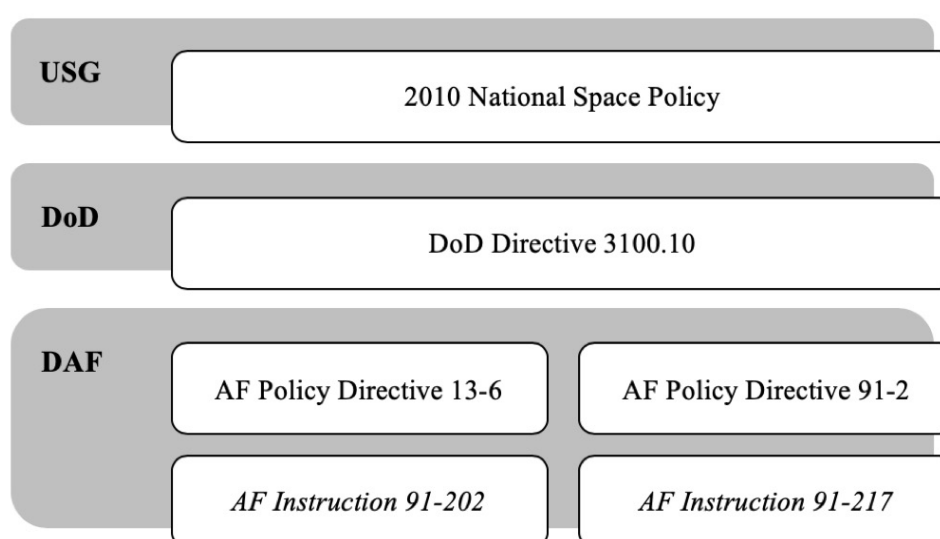 USG
2010 National Space Policy
DoD
DoD Directive 3100.10
DAF
AF Policy Directive 13-6
AF Policy Directive 91-2
AF Instruction 91-202
AF Instruction 91-217